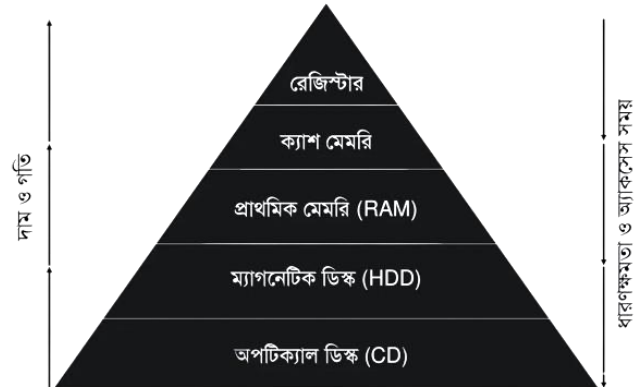 রেজিস্টার
ক্যাশ মেমরি
প্রাথমিক মেমরি (RAM)
ম্যাগনেটিক ডিস্ক (HDD)
অপটিক্যাল ডিস্ক (CD)
দাম ও গতি
ধারণক্ষমতা ও অ্যাকসেস সময়